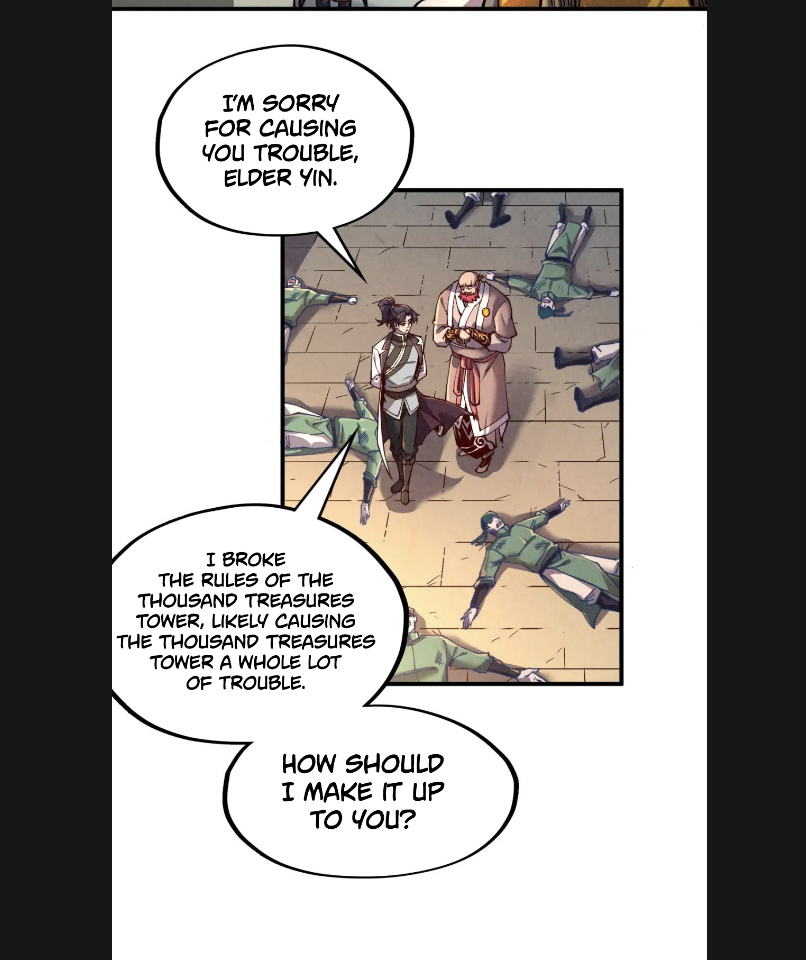 I'M SORRY
FOR CAUSING
YOU TROUBLE,
ELDER YIN.
I BROKE
THE RULES OF THE
THOUSAND TREASURES
TOWER, LIKELY CAUSING
THE THOUSAND TREASURES
TOWER A WHOLE LOT
OF TROUBLE.
HOW SHOULD
I MAKE IT UP
TO YOU?